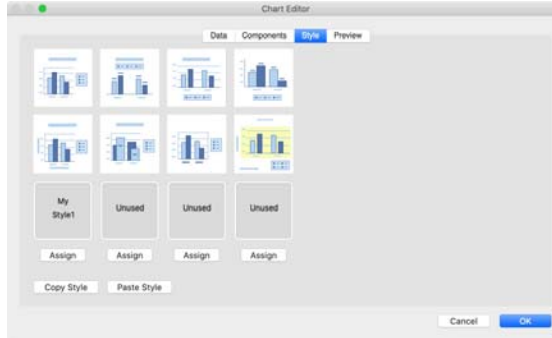 Chart Editor
Data Components Style Preview
My
Style1
Unused Unused Unused
Assign Assign Assign Assign
Copy Style Paste Style
Cancel OK